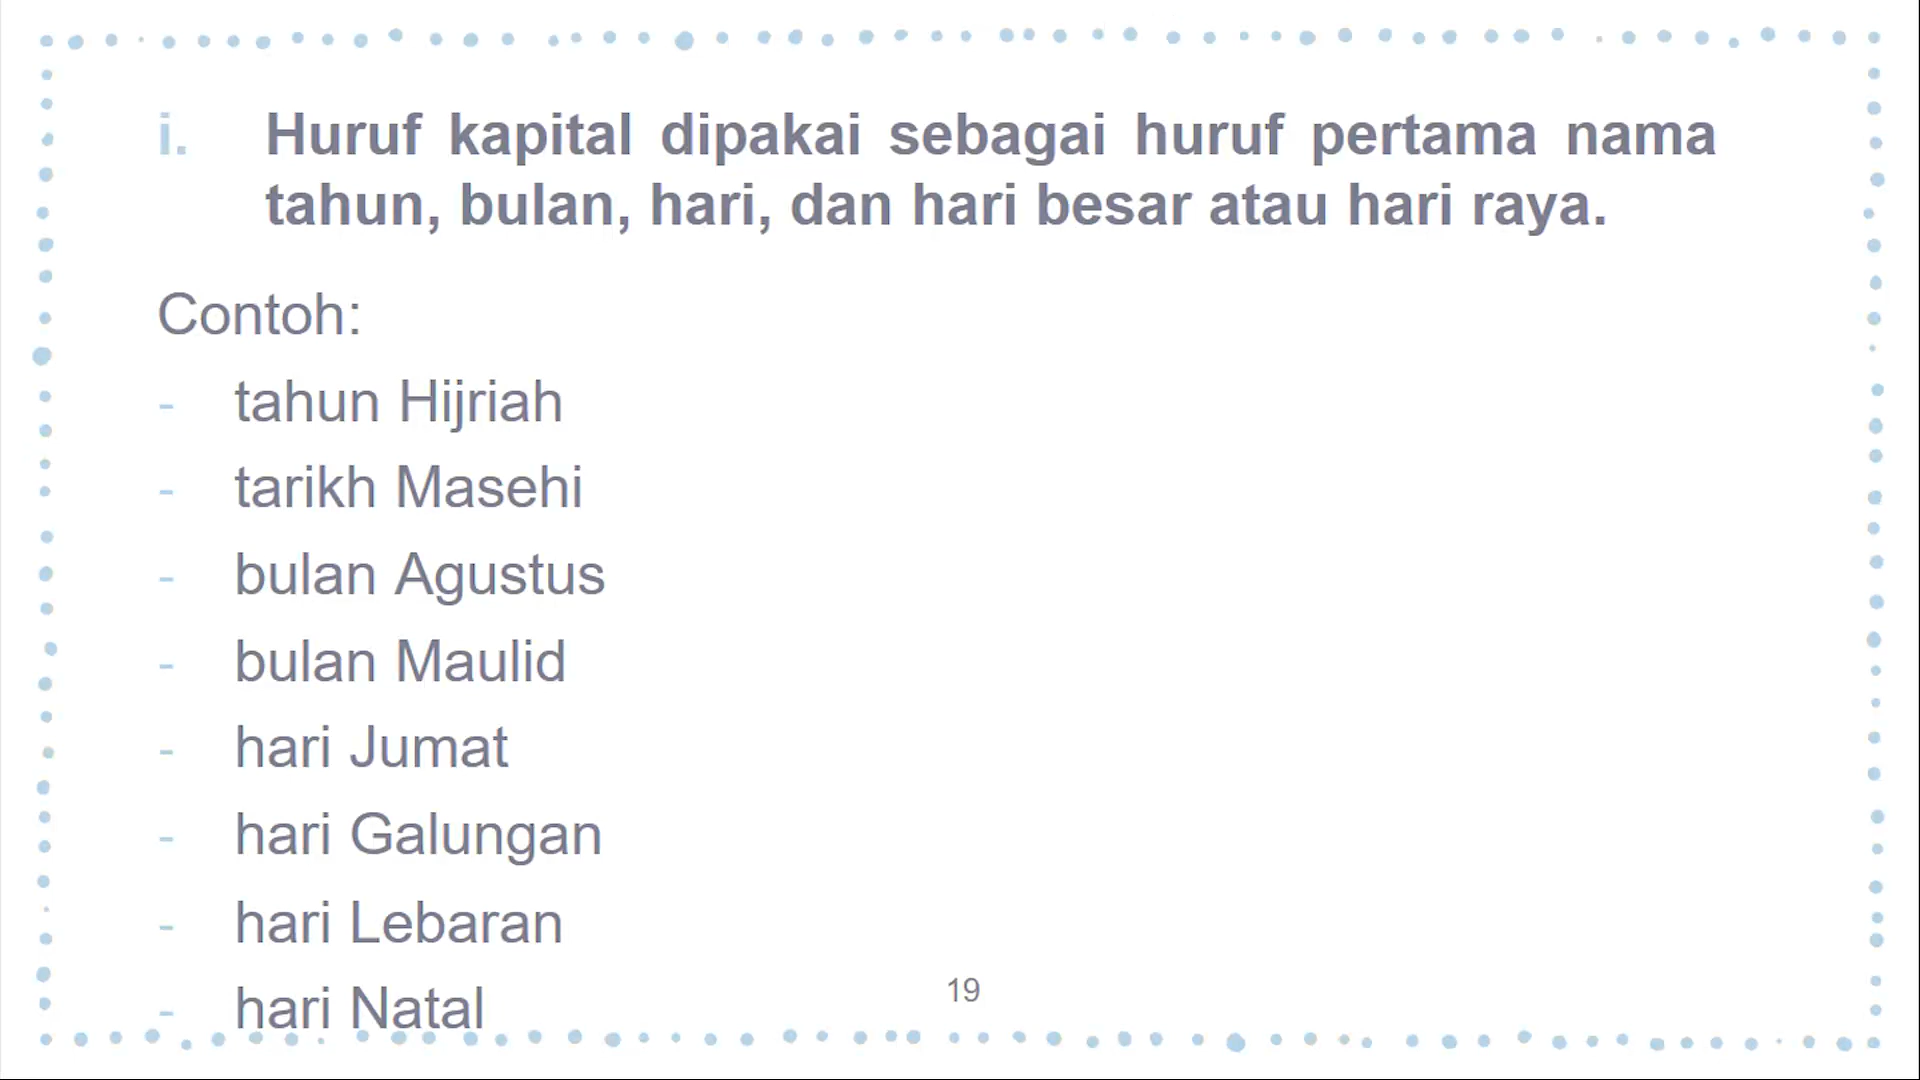 i. Huruf kapital dipakai sebagai huruf pertama nama
tahun, bulan, hari, dan hari besar atau hari raya.
Contoh:
- tahun Hijriah
- tarikh Masehi
- bulan Agustus
- bulan Maulid
- hari Jumat
- hari Galungan
- hari Lebaran
- hari Natal
19